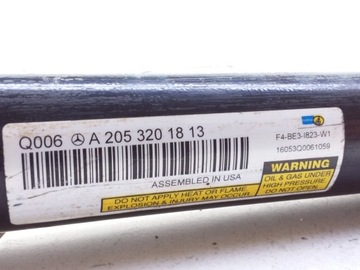 Q006 A 205 320 18 13
F4-BE3-I823-W1
16053Q0061059
ASSEMBLED IN USA
WARNING
OIL & GAS UNDER
HIGH PRESSURE
DO NOT OPEN
DO NOT APPLY HEAT OR FLAME
EXPLOSION & INJURY MAY OCCUR